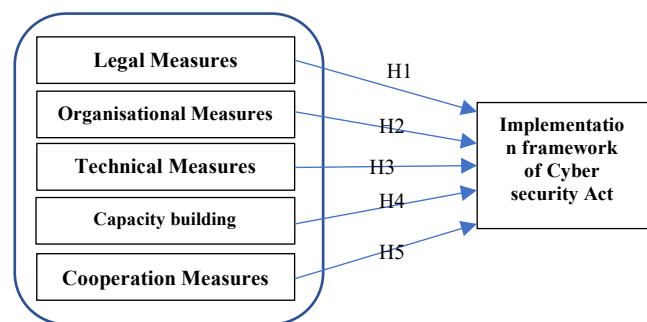 Legal Measures
H1
Organisational Measures
H2
Technical Measures
H3
Capacity building
H4
Cooperation Measures
H5
Implementatio
n framework
of Cyber
security Act